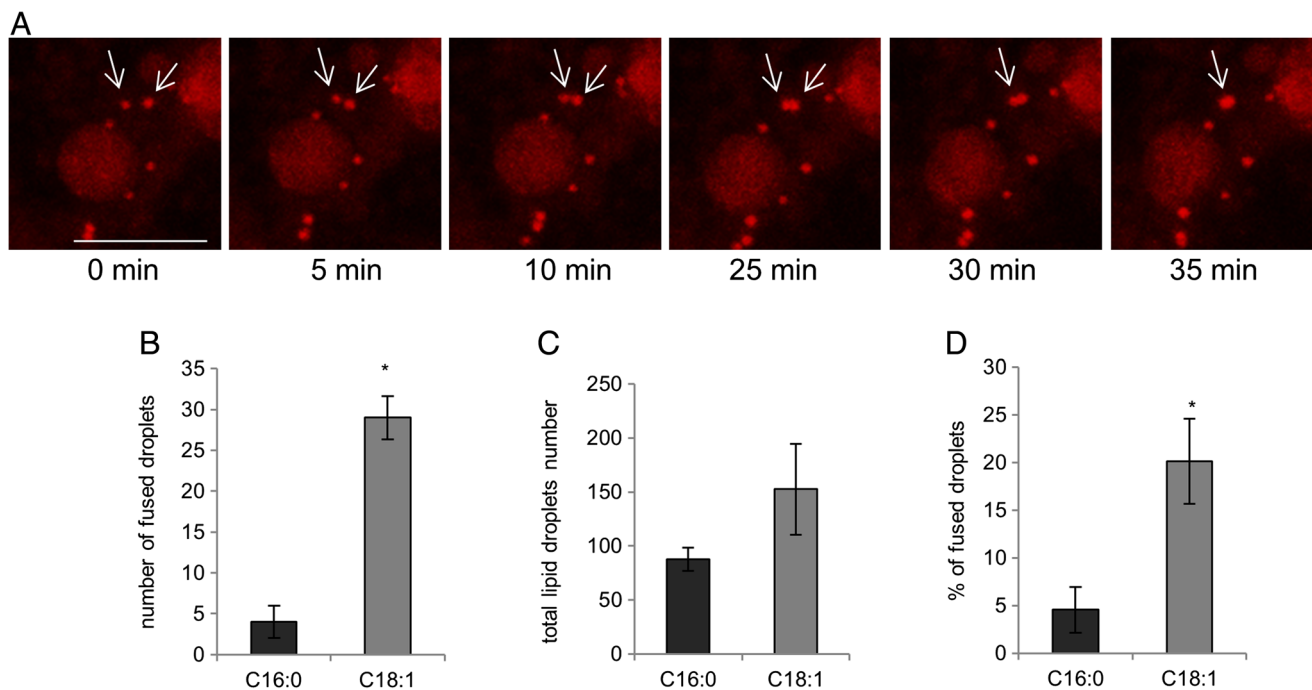 A
0 min 5 min 10 min 25 min 30 min 35 min
B
number of fused droplets
35
30
25
20
15
10
5
0
*
C16:0 C18:1
C
total lipid droplets number
250
200
150
100
50
0
C16:0 C18:1
D
% of fused droplets
30
25
20
15
10
5
0
*
C16:0 C18:1